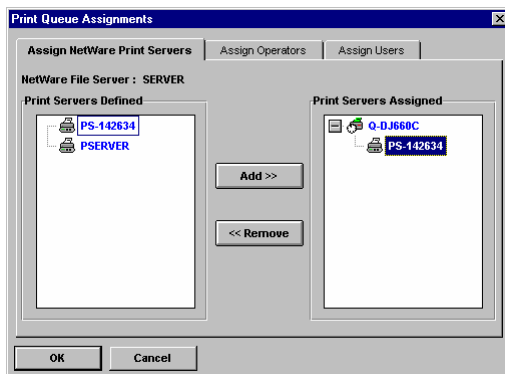 Print Queue Assignments
Assign NetWare Print Servers
Assign Operators
Assign Users
NetWare File Server : SERVER
Print Servers Defined
Print Servers Assigned
PS-142634
PSERVER
Q-DJ660C
PS-142634
Add >>
<< Remove
OK
Cancel